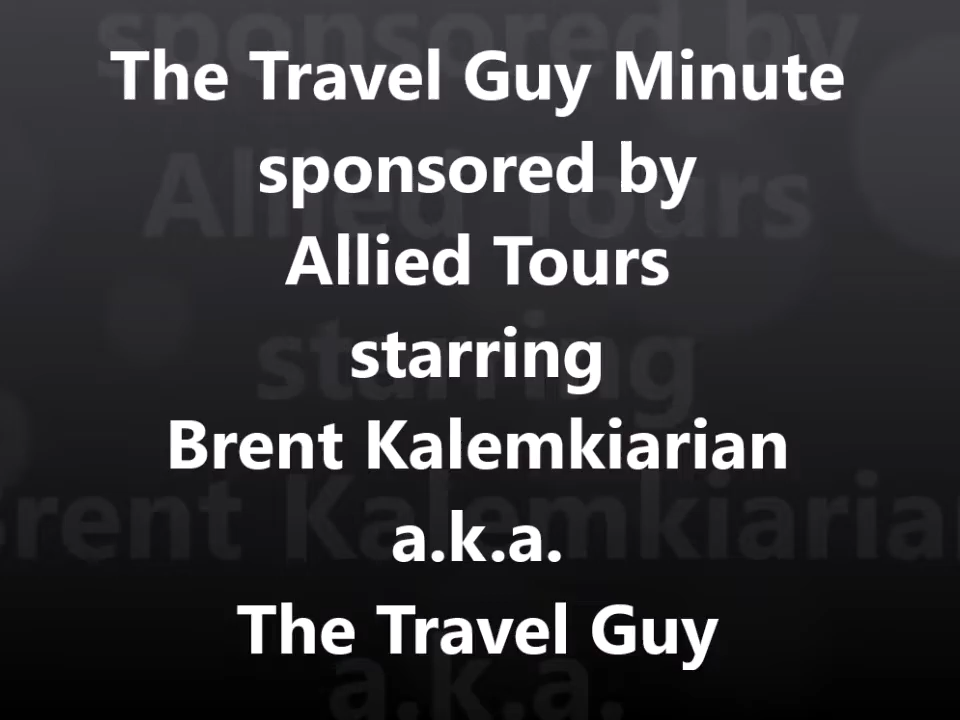 The Travel Guy Minute
sponsored by
Allied Tours
starring
Brent Kalemkiarian
a.k.a.
The Travel Guy